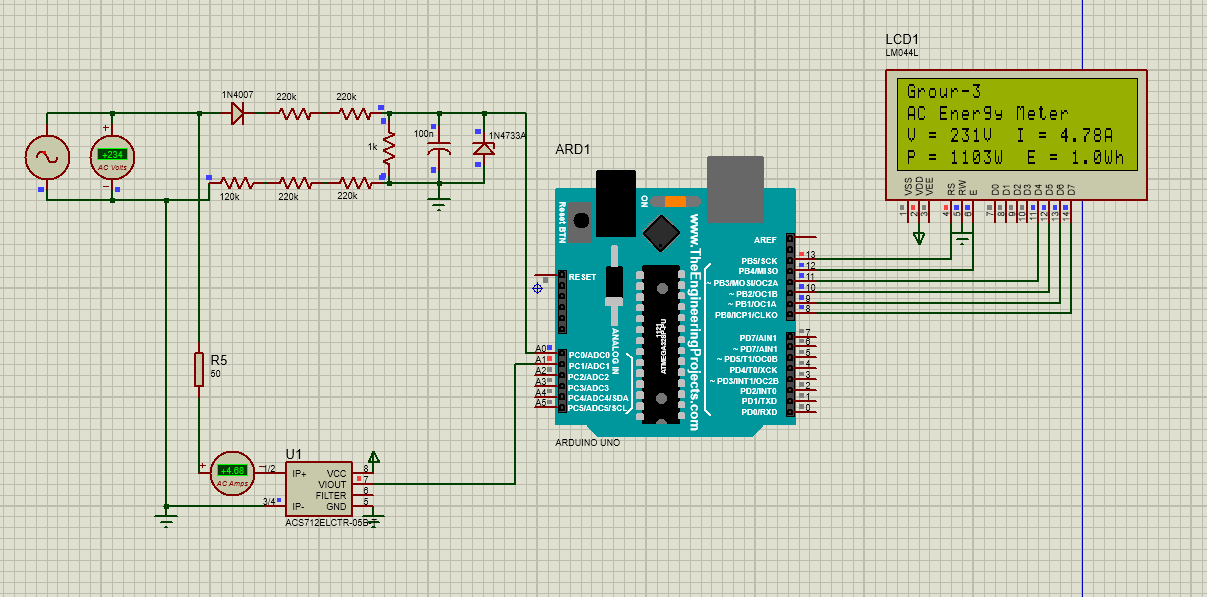 LCD1
LM044L
Grour-3
AC Energy Meter
V = 231V I = 4.78A
P = 1103W E = 1.0Wh
VSS VDD VEE RS RW E D0 D1 D2 D3 D4 D5 D6 D7
1 2 3 4 5 6 7 8 9 10 11 12 13 14
1N4007
220k
220k
+
+234
AC Volts
1k
100n
1N4733A
120k
220k
220k
ARD1
Reset BTN
ON
www.TheEngineeringProjects.com
ANALOG IN
RESET
AREF
PB5/SCK 13
PB4/MISO 12
~ PB3/MOSI/OC2A 11
~ PB2/OC1B 10
~ PB1/OC1A 9
PB0/ICP1/CLKO 8
PD7/AIN1 7
~ PD7/AIN1 6
~ PD5/T1/OC0B 5
PD4/T0/XCK 4
~ PD3/INT1/OC2B 3
PD2/INT0 2
PD1/TXD 1
PD0/RXD 0
A0 PC0/ADC0
A1 PC1/ADC1
A2 PC2/ADC2
A3 PC3/ADC3
A4 PC4/ADC4/SDA
A5 PC5/ADC5/SCL
ARDUINO UNO
R5
50
+
+4.68
AC Amps
U1
1/2 IP+ VCC 8
VIOUT 7
FILTER 6
3/4 IP- GND 5